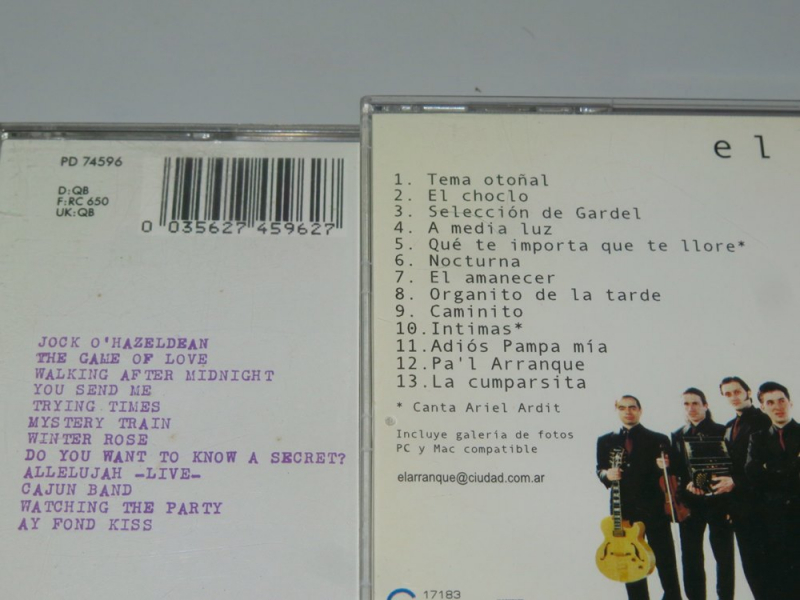 PD 74596
D:QB
F:RC 650
UK:QB
0 035627 459627
JOCK O'HAZELDEAN
THE GAME OF LOVE
WALKING AFTER MIDNIGHT
YOU SEND ME
TRYING TIMES
MYSTERY TRAIN
WINTER ROSE
DO YOU WANT TO KNOW A SECRET?
ALLELUJAH -LIVE-
CAJUN BAND
WATCHING THE PARTY
AY FOND KISS
el
1. Tema otoñal
2. El choclo
3. Selección de Gardel
4. A media luz
5. Qué te importa que te llore*
6. Nocturna
7. El amanecer
8. Organito de la tarde
9. Caminito
10.Intimas*
11.Adiós Pampa mía
12.Pa'l Arranque
13.La cumparsita
* Canta Ariel Ardit
Incluye galería de fotos
PC y Mac compatible
elarranque@ciudad.com.ar
17183